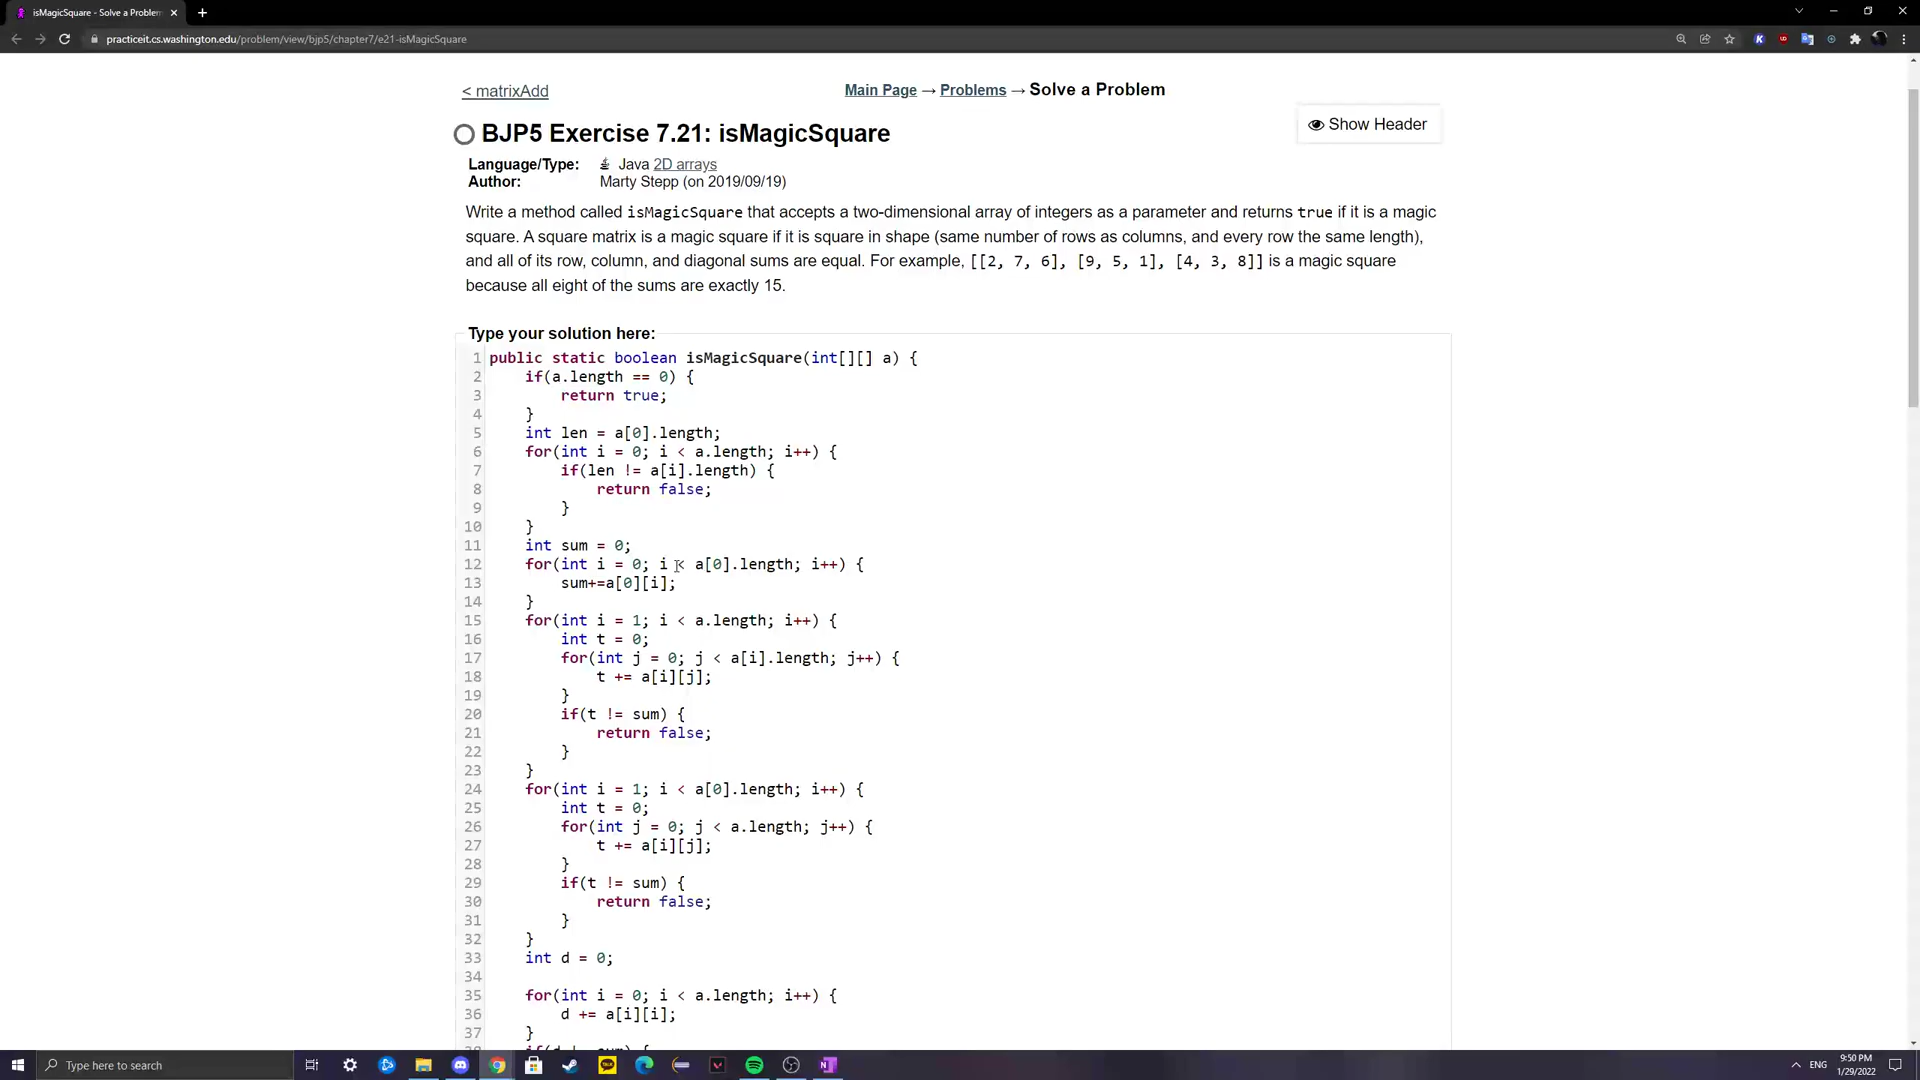 isMagicSquare - Solve a Problem
practiceit.cs.washington.edu/problem/view/bjp5/chapter7/e21-isMagicSquare
< matrixAdd
Main Page → Problems → Solve a Problem
Show Header
BJP5 Exercise 7.21: isMagicSquare
Language/Type: Java 2D arrays
Author: Marty Stepp (on 2019/09/19)
Write a method called isMagicSquare that accepts a two-dimensional array of integers as a parameter and returns true if it is a magic
square. A square matrix is a magic square if it is square in shape (same number of rows as columns, and every row the same length),
and all of its row, column, and diagonal sums are equal. For example, [[2, 7, 6], [9, 5, 1], [4, 3, 8]] is a magic square
because all eight of the sums are exactly 15.
Type your solution here:
1 public static boolean isMagicSquare(int[][] a) {
2     if(a.length == 0) {
3         return true;
4     }
5     int len = a[0].length;
6     for(int i = 0; i < a.length; i++) {
7         if(len != a[i].length) {
8             return false;
9         }
10     }
11     int sum = 0;
12     for(int i = 0; i < a[0].length; i++) {
13         sum+=a[0][i];
14     }
15     for(int i = 1; i < a.length; i++) {
16         int t = 0;
17         for(int j = 0; j < a[i].length; j++) {
18             t += a[i][j];
19         }
20         if(t != sum) {
21             return false;
22         }
23     }
24     for(int i = 1; i < a[0].length; i++) {
25         int t = 0;
26         for(int j = 0; j < a.length; j++) {
27             t += a[i][j];
28         }
29         if(t != sum) {
30             return false;
31         }
32     }
33     int d = 0;
34
35     for(int i = 0; i < a.length; i++) {
36         d += a[i][i];
37     }
Type here to search
ENG
9:50 PM
1/29/2022